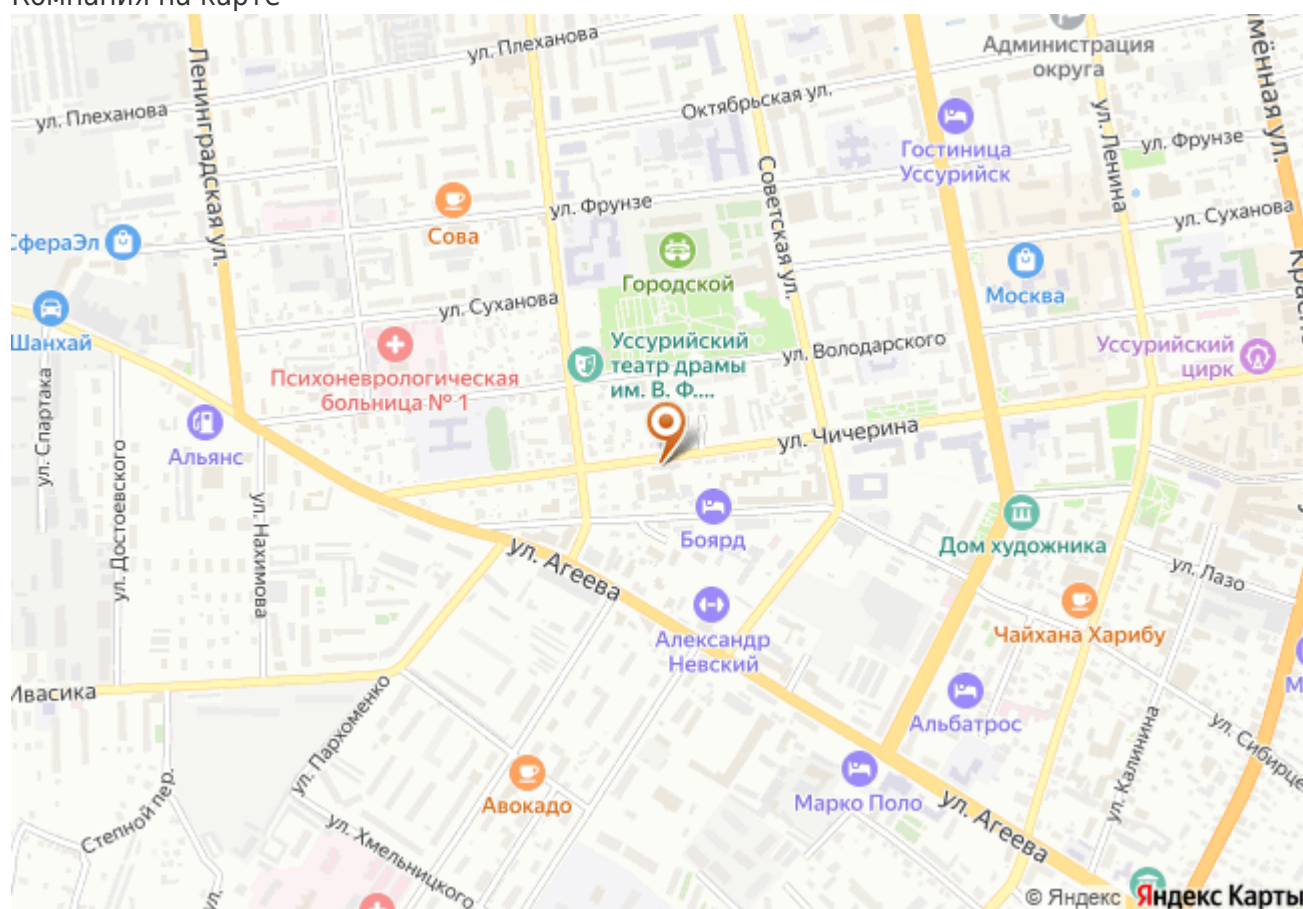 Компания на карте
ул. Плеханова
Администрация
округа
Ленинградская ул.
ул. Плеханова
Октябрьская ул.
Гостиница
Уссурийск
ул. Ленина
ул. Фрунзе
Советская ул.
ул. Фрунзе
Сова
СфераЭл
ул. Суханова
Городской
Москва
ул. Суханова
Шанхай
Уссурийский
театр драмы
им. В. Ф....
ул. Володарского
Уссурийский
цирк
Психоневрологическая
больница № 1
ул. Спартака
ул. Достоевского
Альянс
ул. Нахимова
ул. Чичерина
Боярд
Дом художника
ул. Агеева
ул. Лазо
Александр
Невский
Чайхана Харибу
Ивасика
ул. Пархоменко
Альбатрос
ул. Калинина
Степной пер.
Авокадо
Марко Поло
ул. Агеева
ул. Хмельницкого
© Яндекс
Яндекс Карты